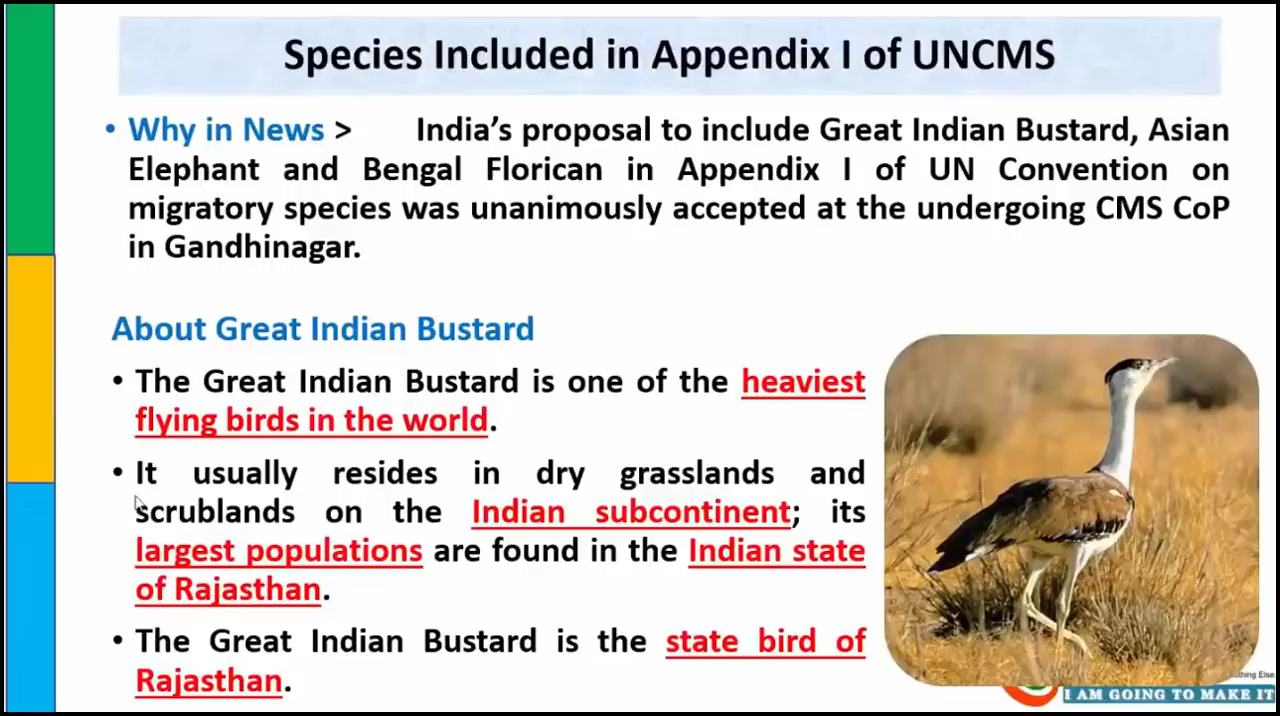 Species Included in Appendix I of UNCMS
• Why in News > India's proposal to include Great Indian Bustard, Asian
Elephant and Bengal Florican in Appendix I of UN Convention on
migratory species was unanimously accepted at the undergoing CMS CoP
in Gandhinagar.
About Great Indian Bustard
• The Great Indian Bustard is one of the heaviest
flying birds in the world.
• It usually resides in dry grasslands and
scrublands on the Indian subcontinent; its
largest populations are found in the Indian state
of Rajasthan.
• The Great Indian Bustard is the state bird of
Rajasthan.
Else
I AM GOING TO MAKE IT